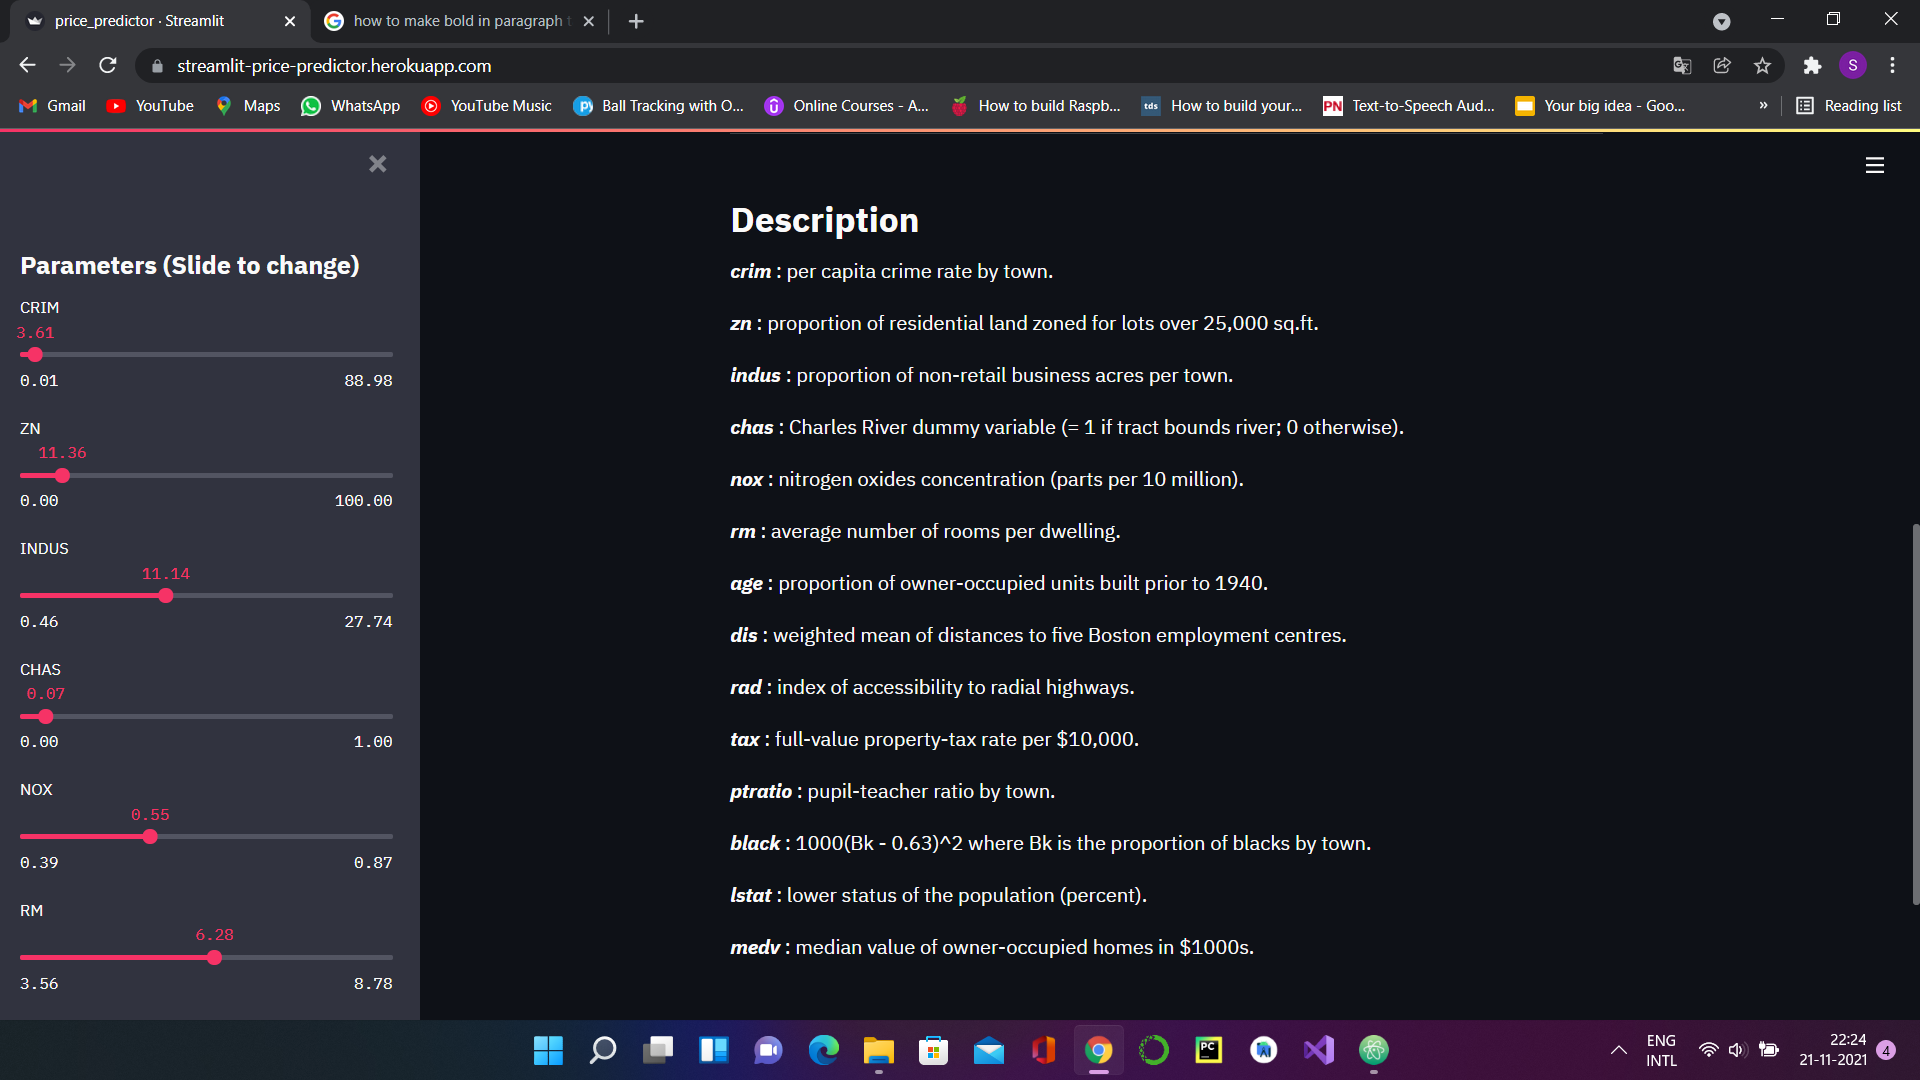 price_predictor · Streamlit
how to make bold in paragraph
streamlit-price-predictor.herokuapp.com
S
Gmail
YouTube
Maps
WhatsApp
YouTube Music
Ball Tracking with O...
Online Courses - A...
How to build Raspb...
tds
How to build your...
PN
Text-to-Speech Aud...
Your big idea - Goo...
»
Reading list
Parameters (Slide to change)
CRIM
3.61
0.01 88.98
ZN
11.36
0.00 100.00
INDUS
11.14
0.46 27.74
CHAS
0.07
0.00 1.00
NOX
0.55
0.39 0.87
RM
6.28
3.56 8.78
Description
crim : per capita crime rate by town.
zn : proportion of residential land zoned for lots over 25,000 sq.ft.
indus : proportion of non-retail business acres per town.
chas : Charles River dummy variable (= 1 if tract bounds river; 0 otherwise).
nox : nitrogen oxides concentration (parts per 10 million).
rm : average number of rooms per dwelling.
age : proportion of owner-occupied units built prior to 1940.
dis : weighted mean of distances to five Boston employment centres.
rad : index of accessibility to radial highways.
tax : full-value property-tax rate per $10,000.
ptratio : pupil-teacher ratio by town.
black : 1000(Bk - 0.63)^2 where Bk is the proportion of blacks by town.
lstat : lower status of the population (percent).
medv : median value of owner-occupied homes in $1000s.
PC
ENG
INTL
22:24
21-11-2021
4